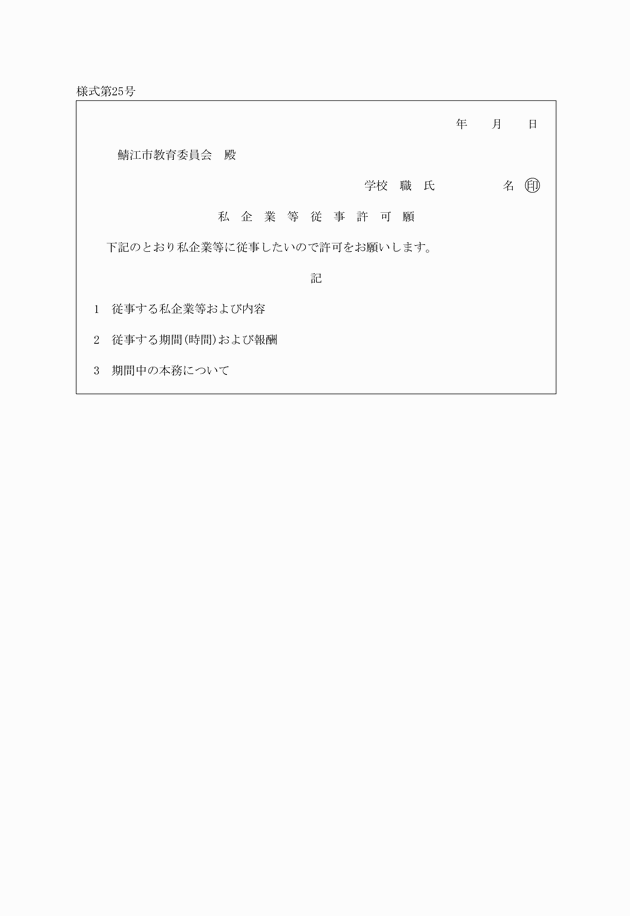 様式第25号
年　月　日
鯖江市教育委員会　殿
学校　職　氏　　　　　名　㊞
私　企　業　等　従　事　許　可　願
下記のとおり私企業等に従事したいので許可をお願いします。
記
1　従事する私企業等および内容
2　従事する期間(時間)および報酬
3　期間中の本務について